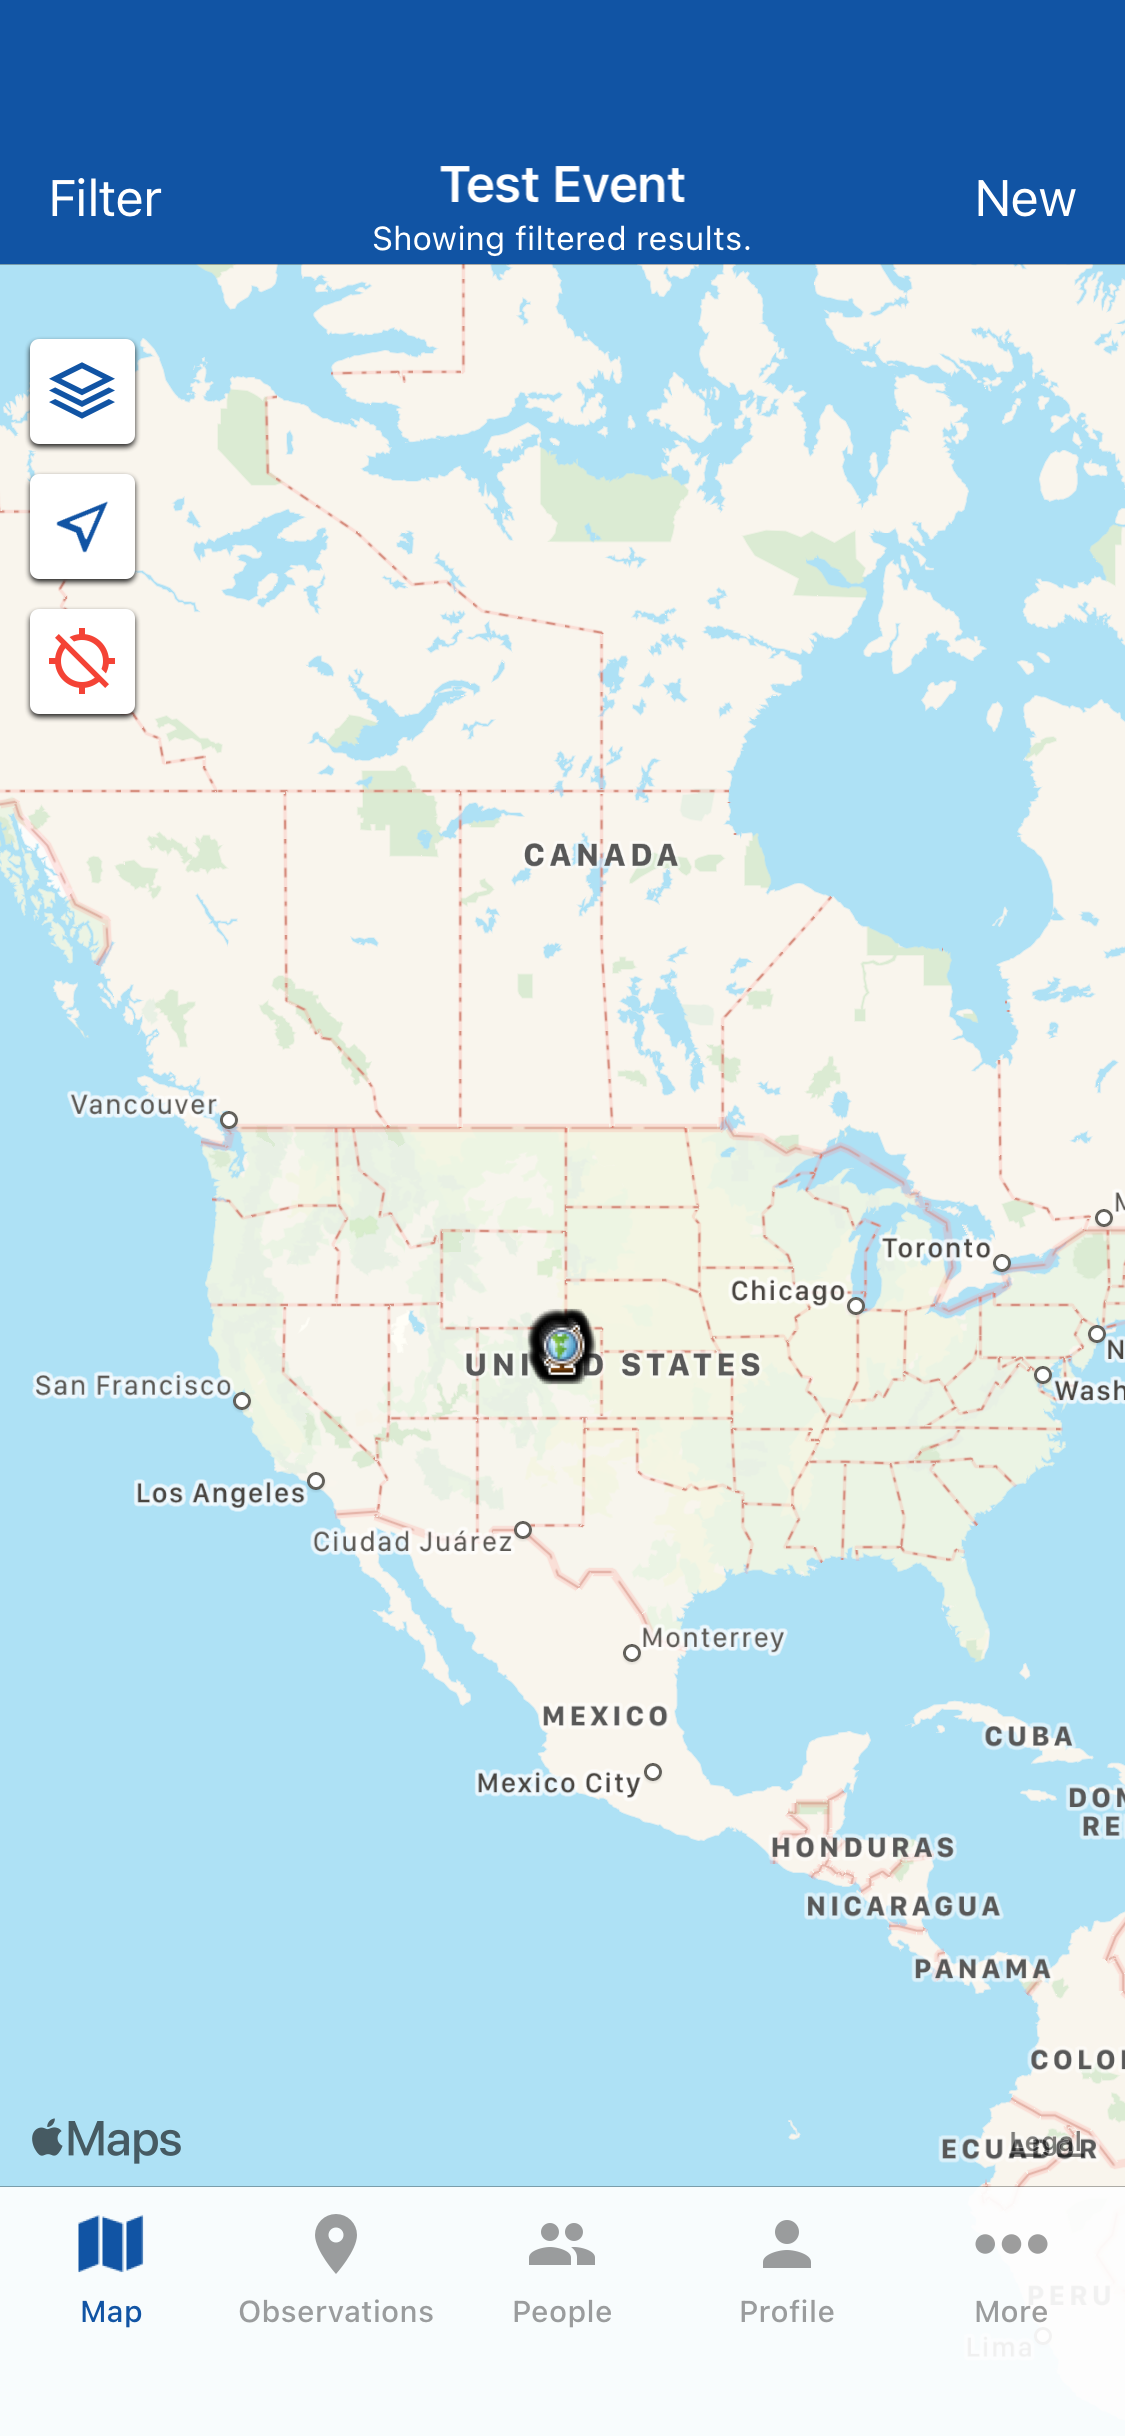 Filter
Test Event
New
Showing filtered results.
CANADA
Vancouver
Toronto
Chicago
UNI D STATES
San Francisco
Wash
Los Angeles
Ciudad Juárez
Monterrey
MEXICO
CUBA
Mexico City
DOM
RE
HONDURAS
NICARAGUA
PANAMA
COLO
Maps
Legal
ECUADOR
PERU
Lima
Map
Observations
People
Profile
More